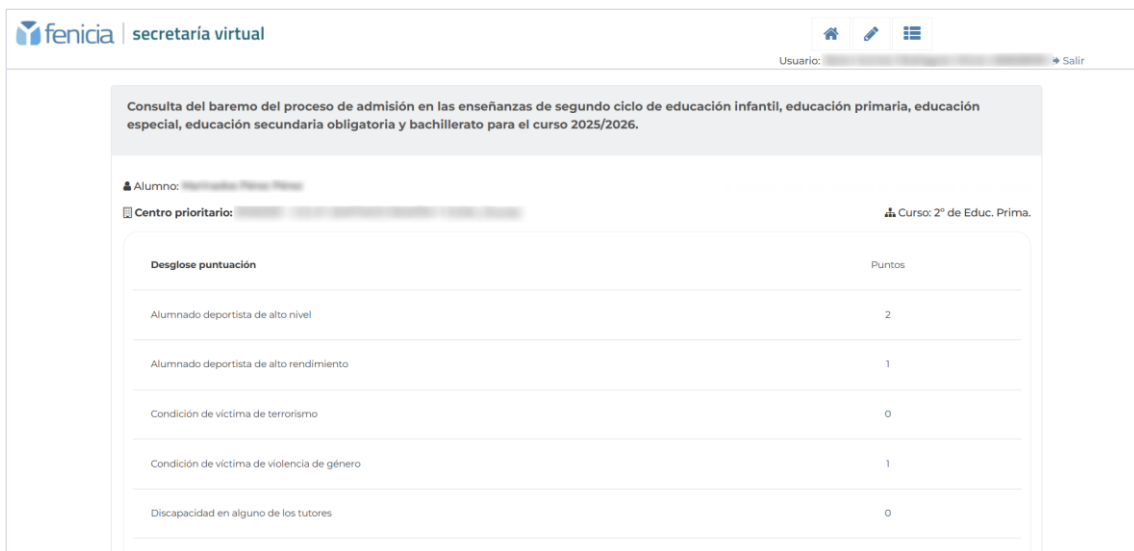 fenicia | secretaría virtual
Usuario: Salir
Consulta del baremo del proceso de admisión en las enseñanzas de segundo ciclo de educación infantil, educación primaria, educación
especial, educación secundaria obligatoria y bachillerato para el curso 2025/2026.
Alumno:
Centro prioritario: Curso: 2º de Educ. Prima.
Desglose puntuación Puntos
Alumnado deportista de alto nivel 2
Alumnado deportista de alto rendimiento 1
Condición de víctima de terrorismo 0
Condición de víctima de violencia de género 1
Discapacidad en alguno de los tutores 0